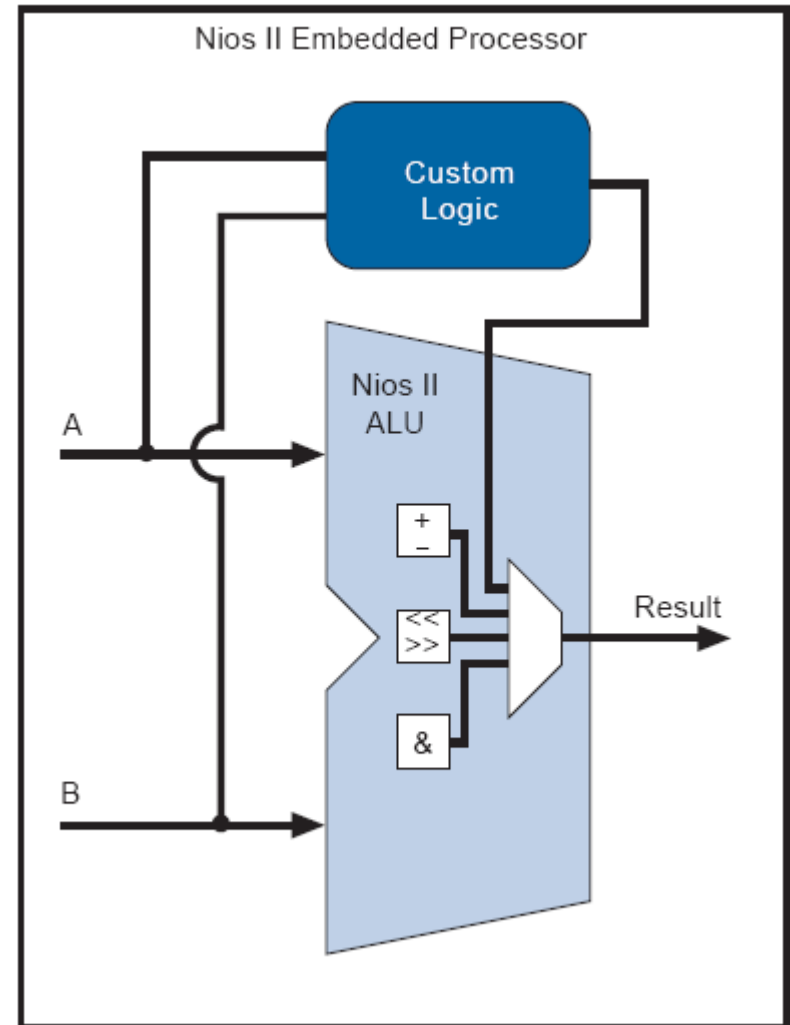 Nios II Embedded Processor
Custom
Logic
Nios II
ALU
A
+
−
<<
>>
Result
&
B